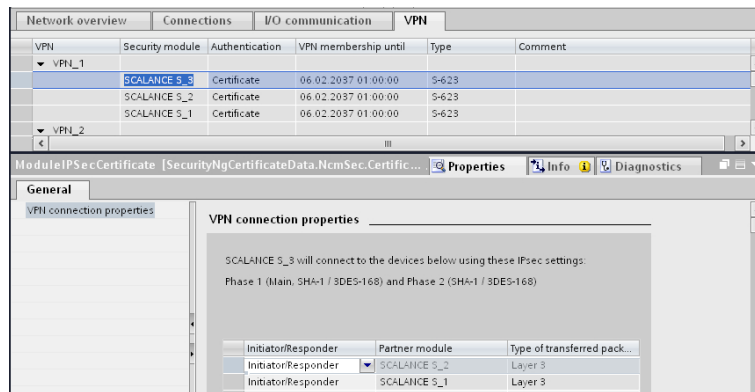 Network overview Connections I/O communication VPN
VPN Security module Authentication VPN membership until Type Comment
VPN_1
SCALANCE S_3 Certificate 06.02.2037 01:00:00 S-623
SCALANCE S_2 Certificate 06.02.2037 01:00:00 S-623
SCALANCE S_1 Certificate 06.02.2037 01:00:00 S-623
VPN_2
ModuleIPSecCertificate [SecurityNgCertificateData.NcmSec.Certific... Properties Info Diagnostics
General
VPN connection properties
VPN connection properties
SCALANCE S_3 will connect to the devices below using these IPsec settings:
Phase 1 (Main, SHA-1 / 3DES-168) and Phase 2 (SHA-1 / 3DES-168)
Initiator/Responder Partner module Type of transferred pack...
Initiator/Responder SCALANCE S_2 Layer 3
Initiator/Responder SCALANCE S_1 Layer 3